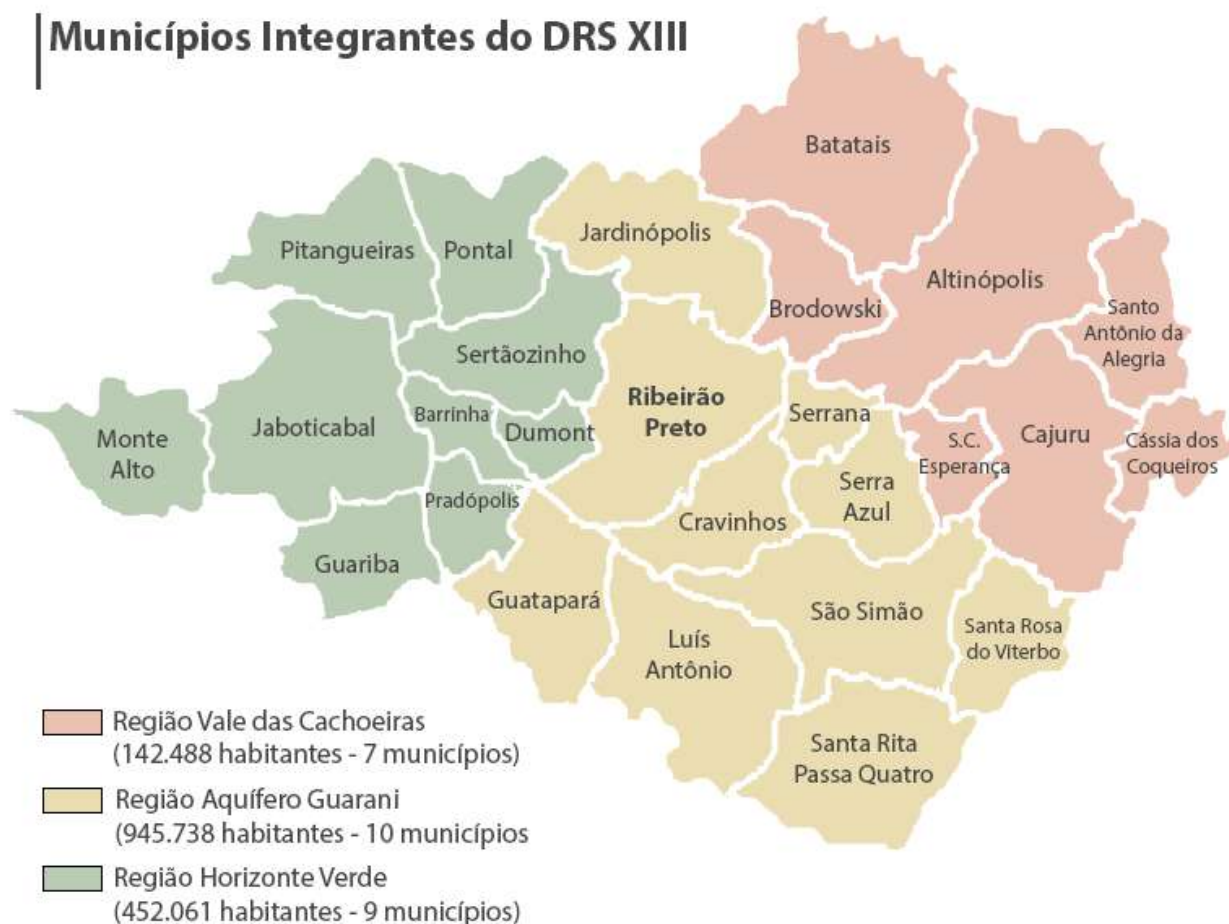 Municípios Integrantes do DRS XIII
Batatais
Jardinópolis
Pitangueiras
Pontal
Altinópolis
Brodowski
Santo
Antônio da
Alegria
Sertãozinho
Ribeirão
Preto
Barrinha
Serrana
Jaboticabal
Dumont
Monte
Alto
S.C.
Esperança
Cajuru
Cássia dos
Coqueiros
Serra
Azul
Pradópolis
Cravinhos
Guariba
Guatapará
São Simão
Luís
Antônio
Santa Rosa
do Viterbo
Santa Rita
Passa Quatro
Região Vale das Cachoeiras
(142.488 habitantes - 7 municípios)
Região Aquífero Guarani
(945.738 habitantes - 10 municípios
Região Horizonte Verde
(452.061 habitantes - 9 municípios)